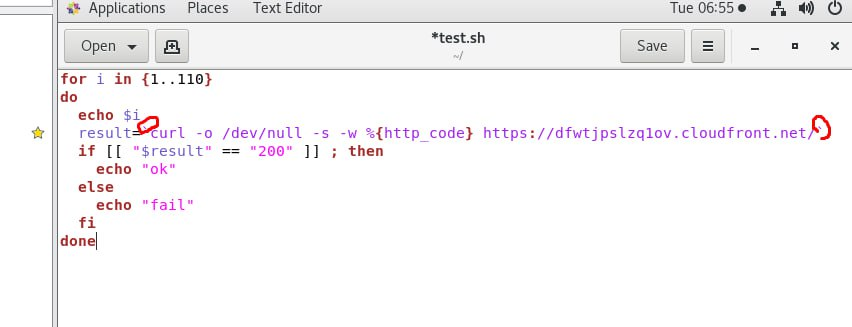 Applications Places Text Editor Tue 06:55
Open *test.sh Save
~/
for i in {1..110}
do
  echo $i
  result=`curl -o /dev/null -s -w %{http_code} https://dfwtjpslzq1ov.cloudfront.net/`
  if [[ "$result" == "200" ]] ; then
    echo "ok"
  else
    echo "fail"
  fi
done